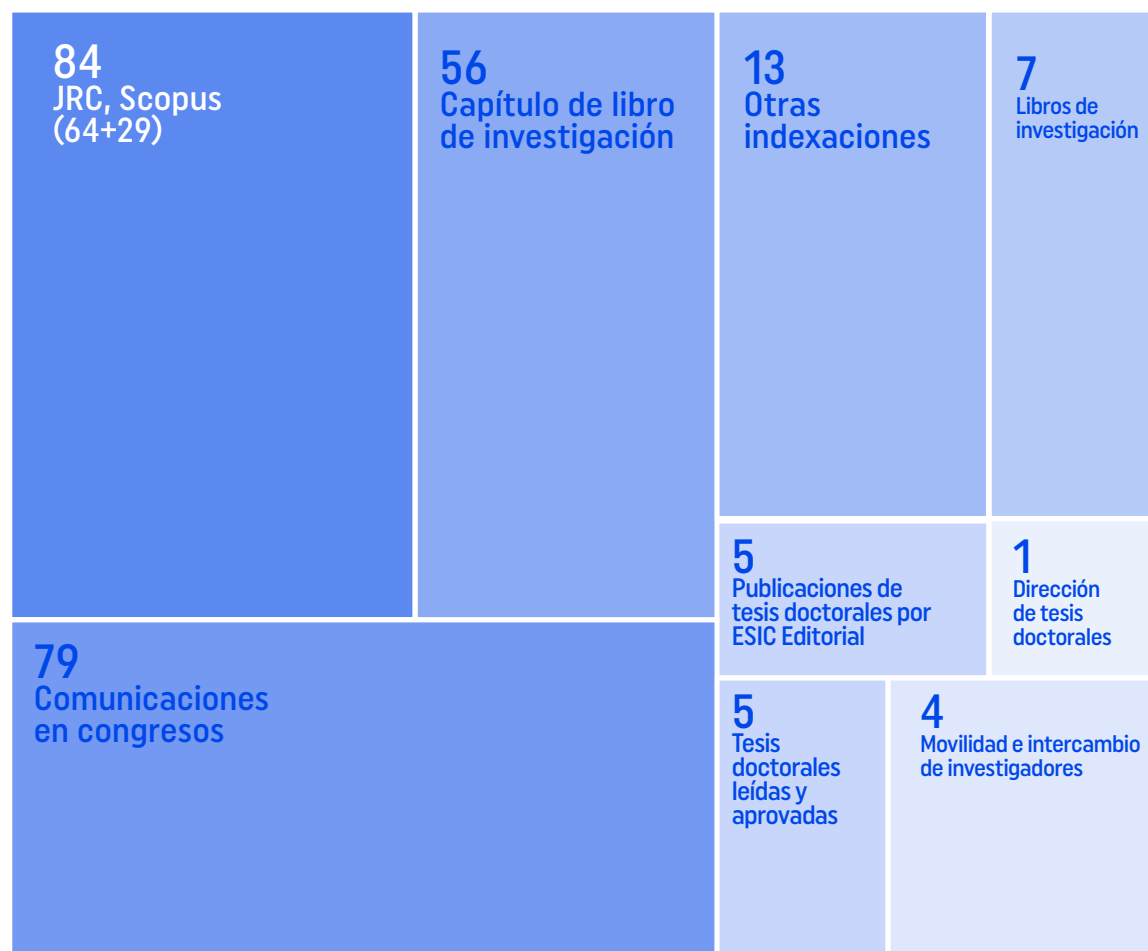 84
JRC, Scopus
(64+29)
56
Capítulo de libro
de investigación
13
Otras
indexaciones
7
Libros de
investigación
79
Comunicaciones
en congresos
5
Publicaciones de
tesis doctorales por
ESIC Editorial
1
Dirección
de tesis
doctorales
5
Tesis
doctorales
leídas y
aprovadas
4
Movilidad e intercambio
de investigadores